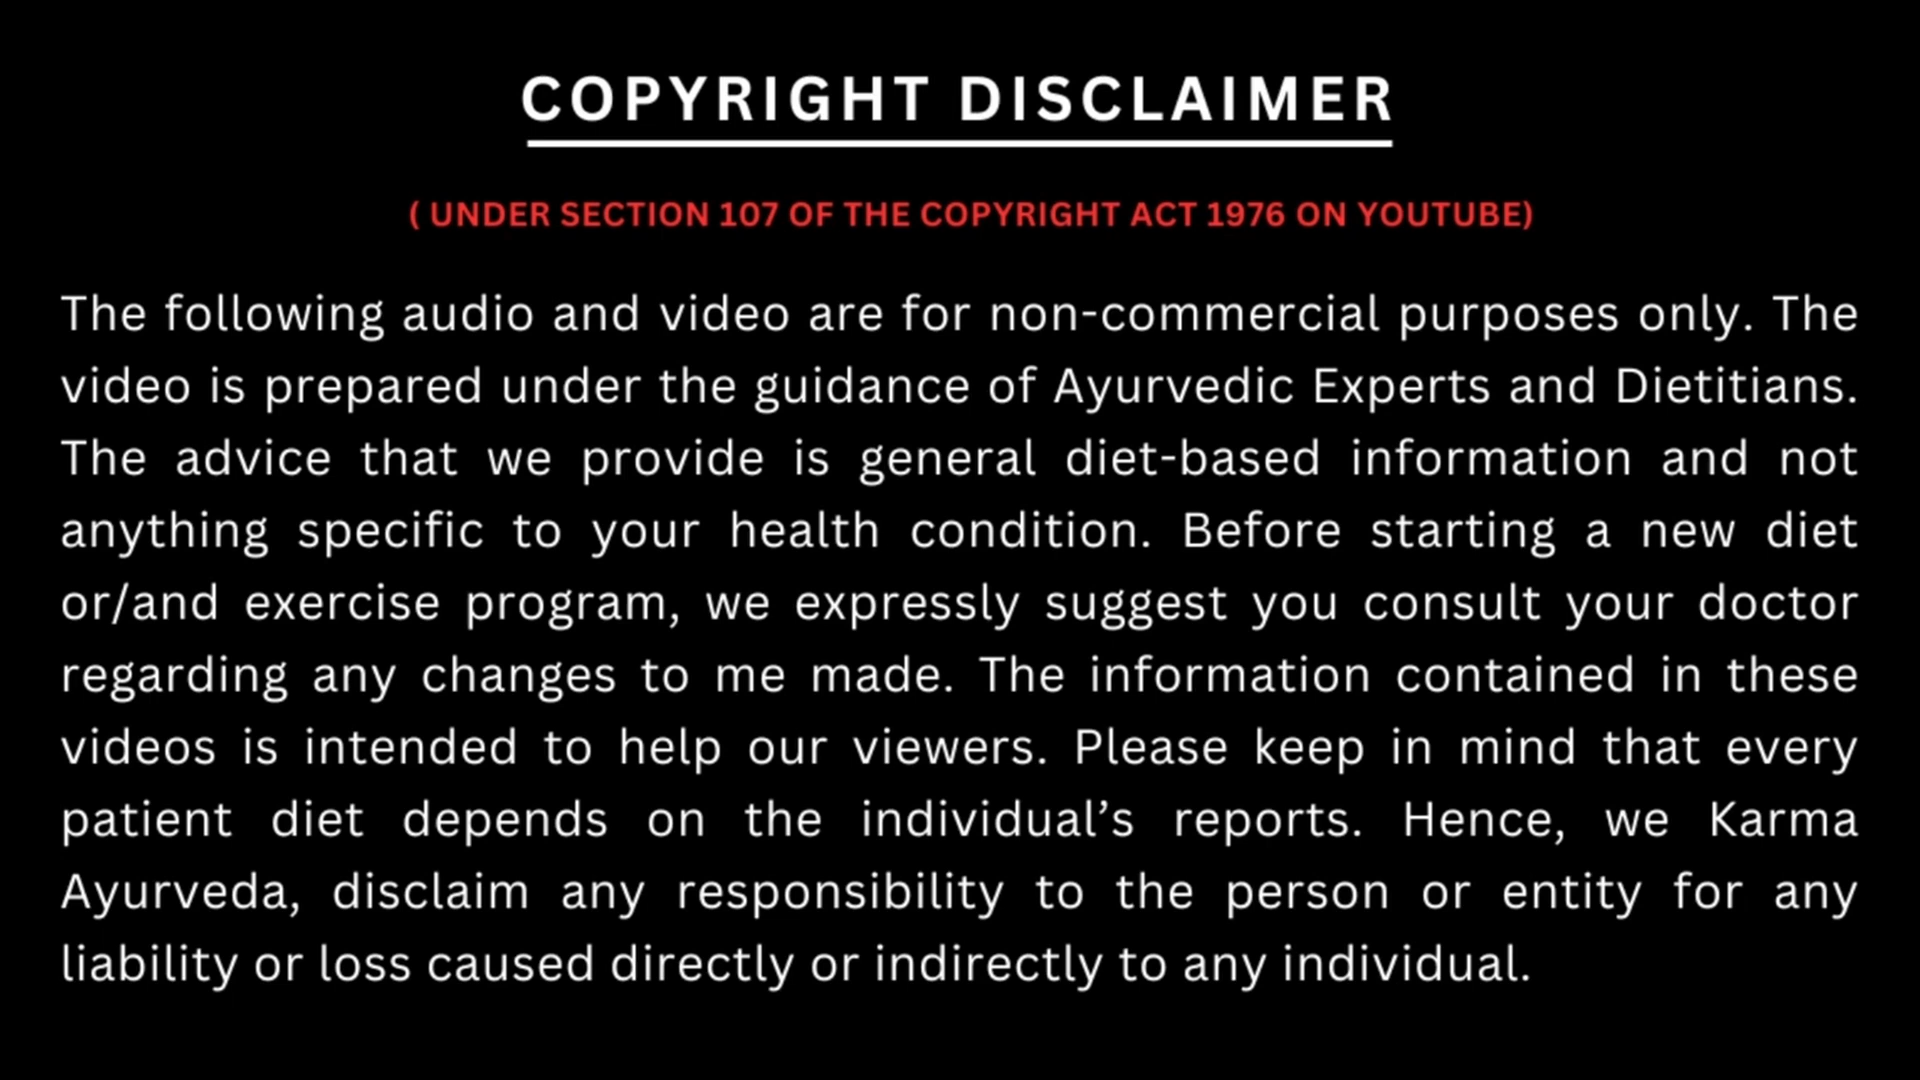 COPYRIGHT DISCLAIMER
( UNDER SECTION 107 OF THE COPYRIGHT ACT 1976 ON YOUTUBE)
The following audio and video are for non-commercial purposes only. The
video is prepared under the guidance of Ayurvedic Experts and Dietitians.
The advice that we provide is general diet-based information and not
anything specific to your health condition. Before starting a new diet
or/and exercise program, we expressly suggest you consult your doctor
regarding any changes to me made. The information contained in these
videos is intended to help our viewers. Please keep in mind that every
patient diet depends on the individual’s reports. Hence, we Karma
Ayurveda, disclaim any responsibility to the person or entity for any
liability or loss caused directly or indirectly to any individual.